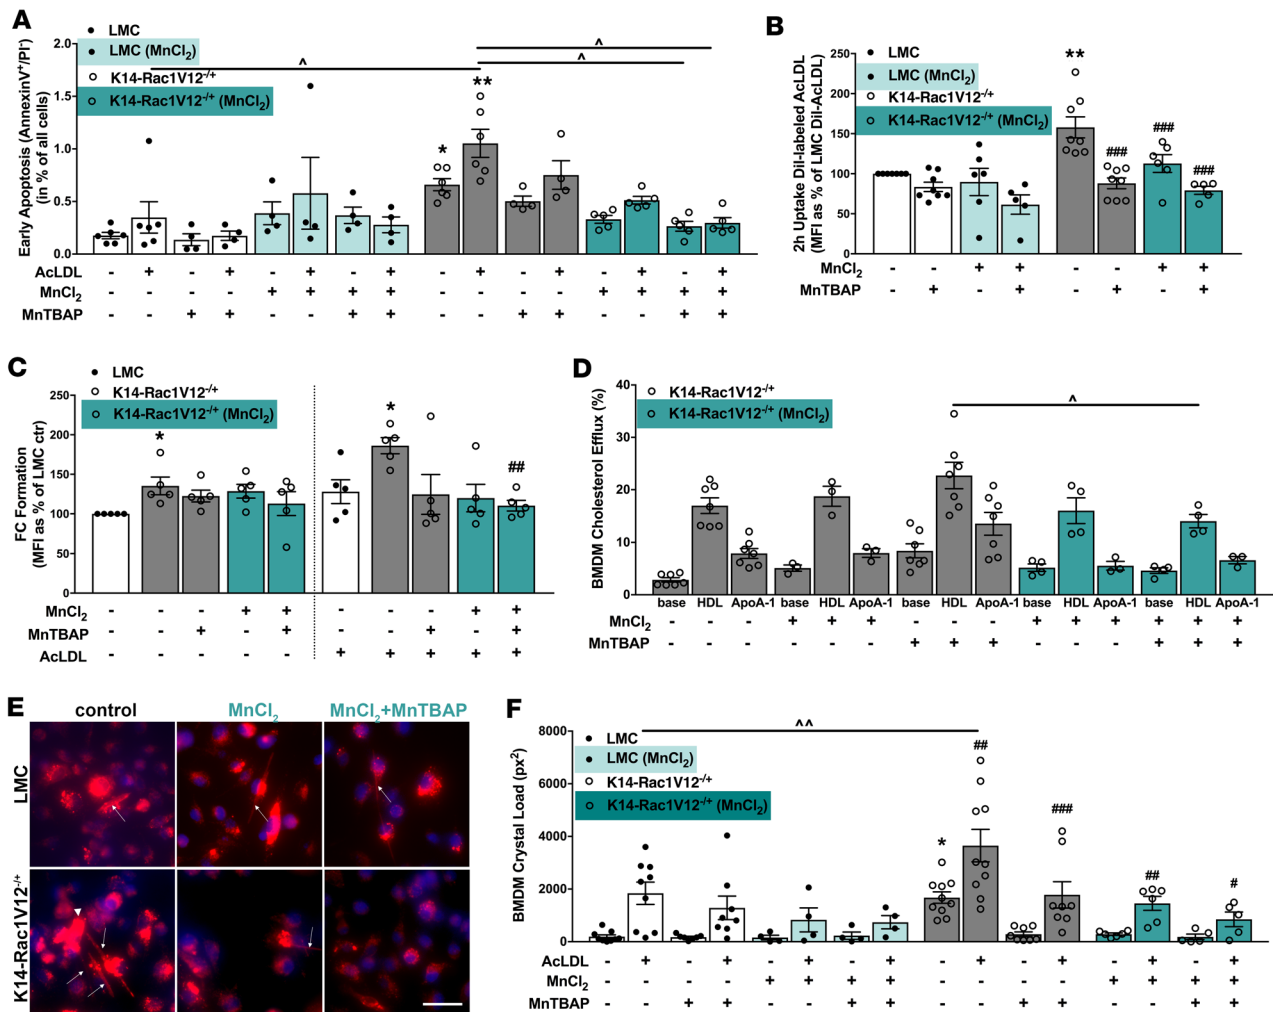 A
Early Apoptosis (AnnexinV⁺/PI⁻)
(in % of all cells)
LMC
LMC (MnCl₂)
K14-Rac1V12⁻/⁺
K14-Rac1V12⁻/⁺ (MnCl₂)
2.0
1.5
1.0
0.5
0.0
^
^
^
*
**
AcLDL - + - + - + - + - + - + - + - +
MnCl₂ - - - - + + + + - - - - + + + +
MnTBAP - - + + - - + + - - + + - - + +
B
2h Uptake Dil-labeled AcLDL
(MFI as % of LMC Dil-AcLDL)
LMC
LMC (MnCl₂)
K14-Rac1V12⁻/⁺
K14-Rac1V12⁻/⁺ (MnCl₂)
250
200
150
100
50
0
**
###
###
###
MnCl₂ - - + + - - + +
MnTBAP - + - + - + - +
C
FC Formation
(MFI as % of LMC ctr)
LMC
K14-Rac1V12⁻/⁺
K14-Rac1V12⁻/⁺ (MnCl₂)
250
200
150
100
50
0
*
*
##
MnCl₂ - - - + + - - - + +
MnTBAP - - + - + - - + - +
AcLDL - - - - - + + + + +
D
BMDM Cholesterol Efflux (%)
K14-Rac1V12⁻/⁺
K14-Rac1V12⁻/⁺ (MnCl₂)
40
30
20
10
0
^
base HDL ApoA-1 base HDL ApoA-1 base HDL ApoA-1 base HDL ApoA-1 base HDL ApoA-1
MnCl₂ - - - + + + - - - + + + + + +
MnTBAP - - - - - - + + + - - - + + +
E
control MnCl₂ MnCl₂+MnTBAP
LMC
K14-Rac1V12⁻/⁺
F
BMDM Crystal Load (px²)
LMC
LMC (MnCl₂)
K14-Rac1V12⁻/⁺
K14-Rac1V12⁻/⁺ (MnCl₂)
8000
6000
4000
2000
0
^^
*
##
###
##
#
AcLDL - + - + - + - + - + - + - + - +
MnCl₂ - - - - + + + + - - - - + + + +
MnTBAP - - + + - - + + - - + + - - + +